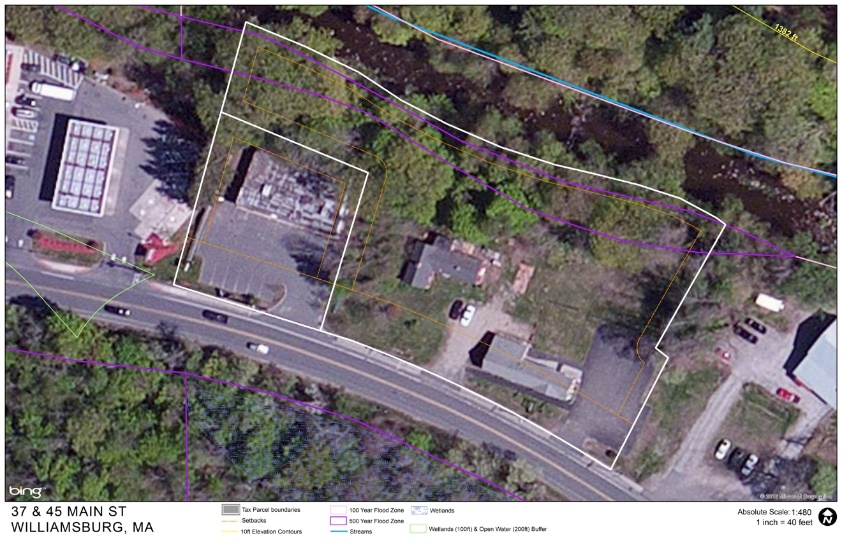 1382 ft
bing
37 & 45 MAIN ST
WILLIAMSBURG, MA
Tax Parcel boundaries
Setbacks
10ft Elevation Contours
100 Year Flood Zone
500 Year Flood Zone
Streams
Wetlands
Wetlands (100ft) & Open Water (200ft) Buffer
Absolute Scale: 1:480
1 inch = 40 feet
N